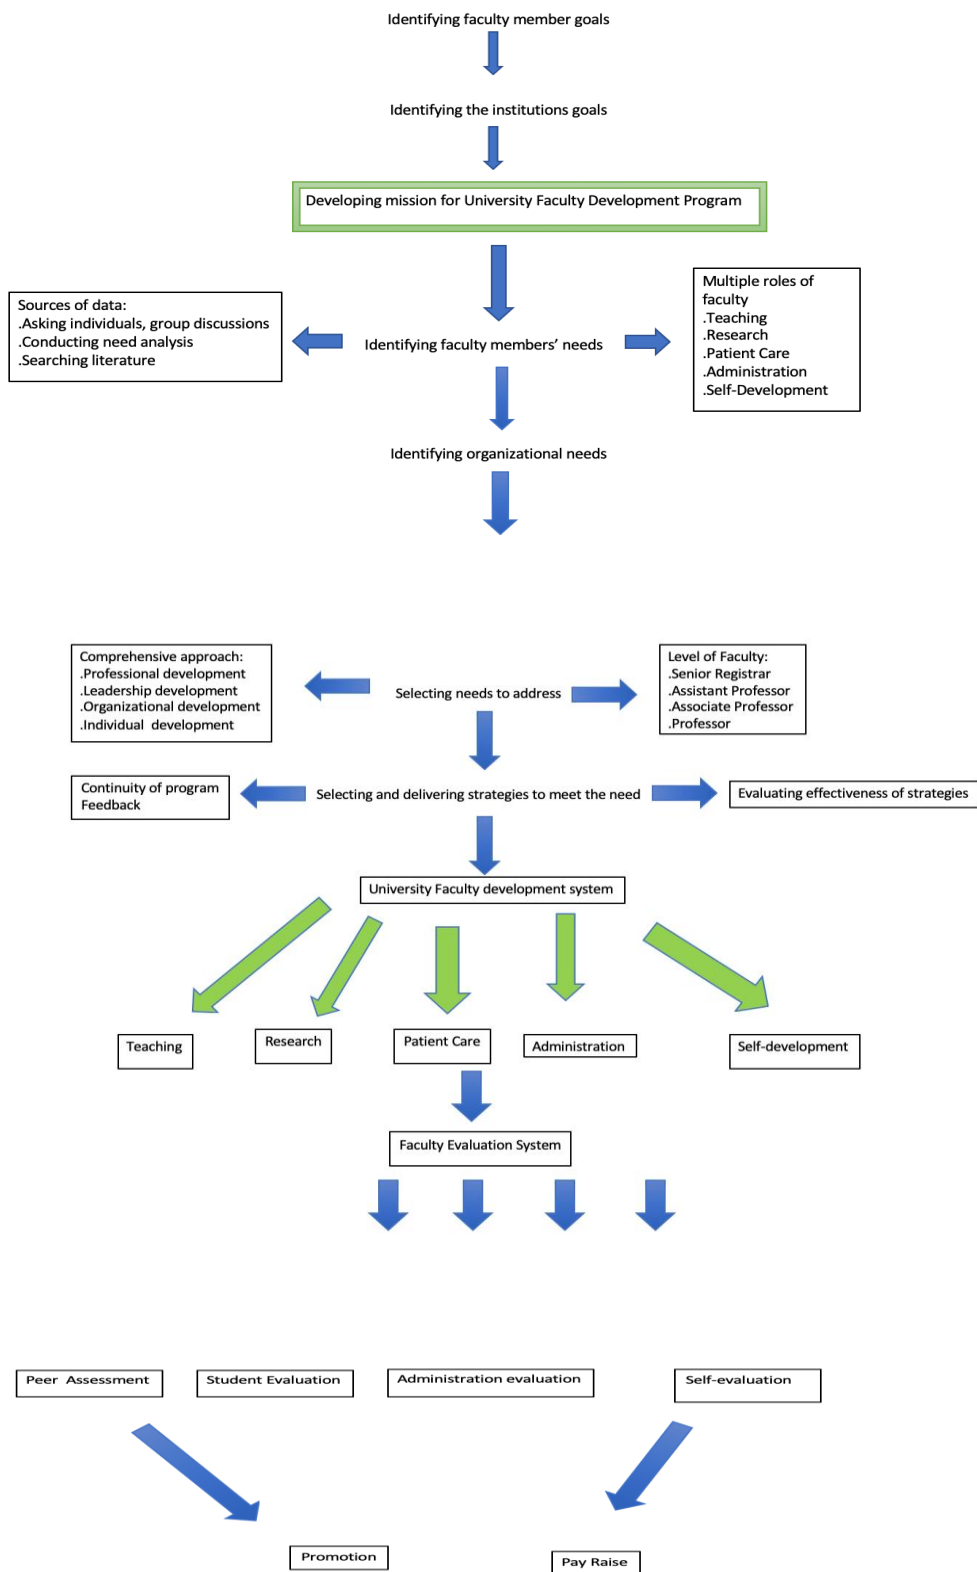 Identifying faculty member goals
Identifying the institutions goals
Developing mission for University Faculty Development Program
Sources of data:
.Asking individuals, group discussions
.Conducting need analysis
.Searching literature
Identifying faculty members’ needs
Multiple roles of
faculty
.Teaching
.Research
.Patient Care
.Administration
.Self-Development
Identifying organizational needs
Comprehensive approach:
.Professional development
.Leadership development
.Organizational development
.Individual  development
Selecting needs to address
Level of Faculty:
.Senior Registrar
.Assistant Professor
.Associate Professor
.Professor
Continuity of program
Feedback
Selecting and delivering strategies to meet the need
Evaluating effectiveness of strategies
University Faculty development system
Teaching
Research
Patient Care
Administration
Self-development
Faculty Evaluation System
Peer  Assessment
Student Evaluation
Administration evaluation
Self-evaluation
Promotion
Pay Raise